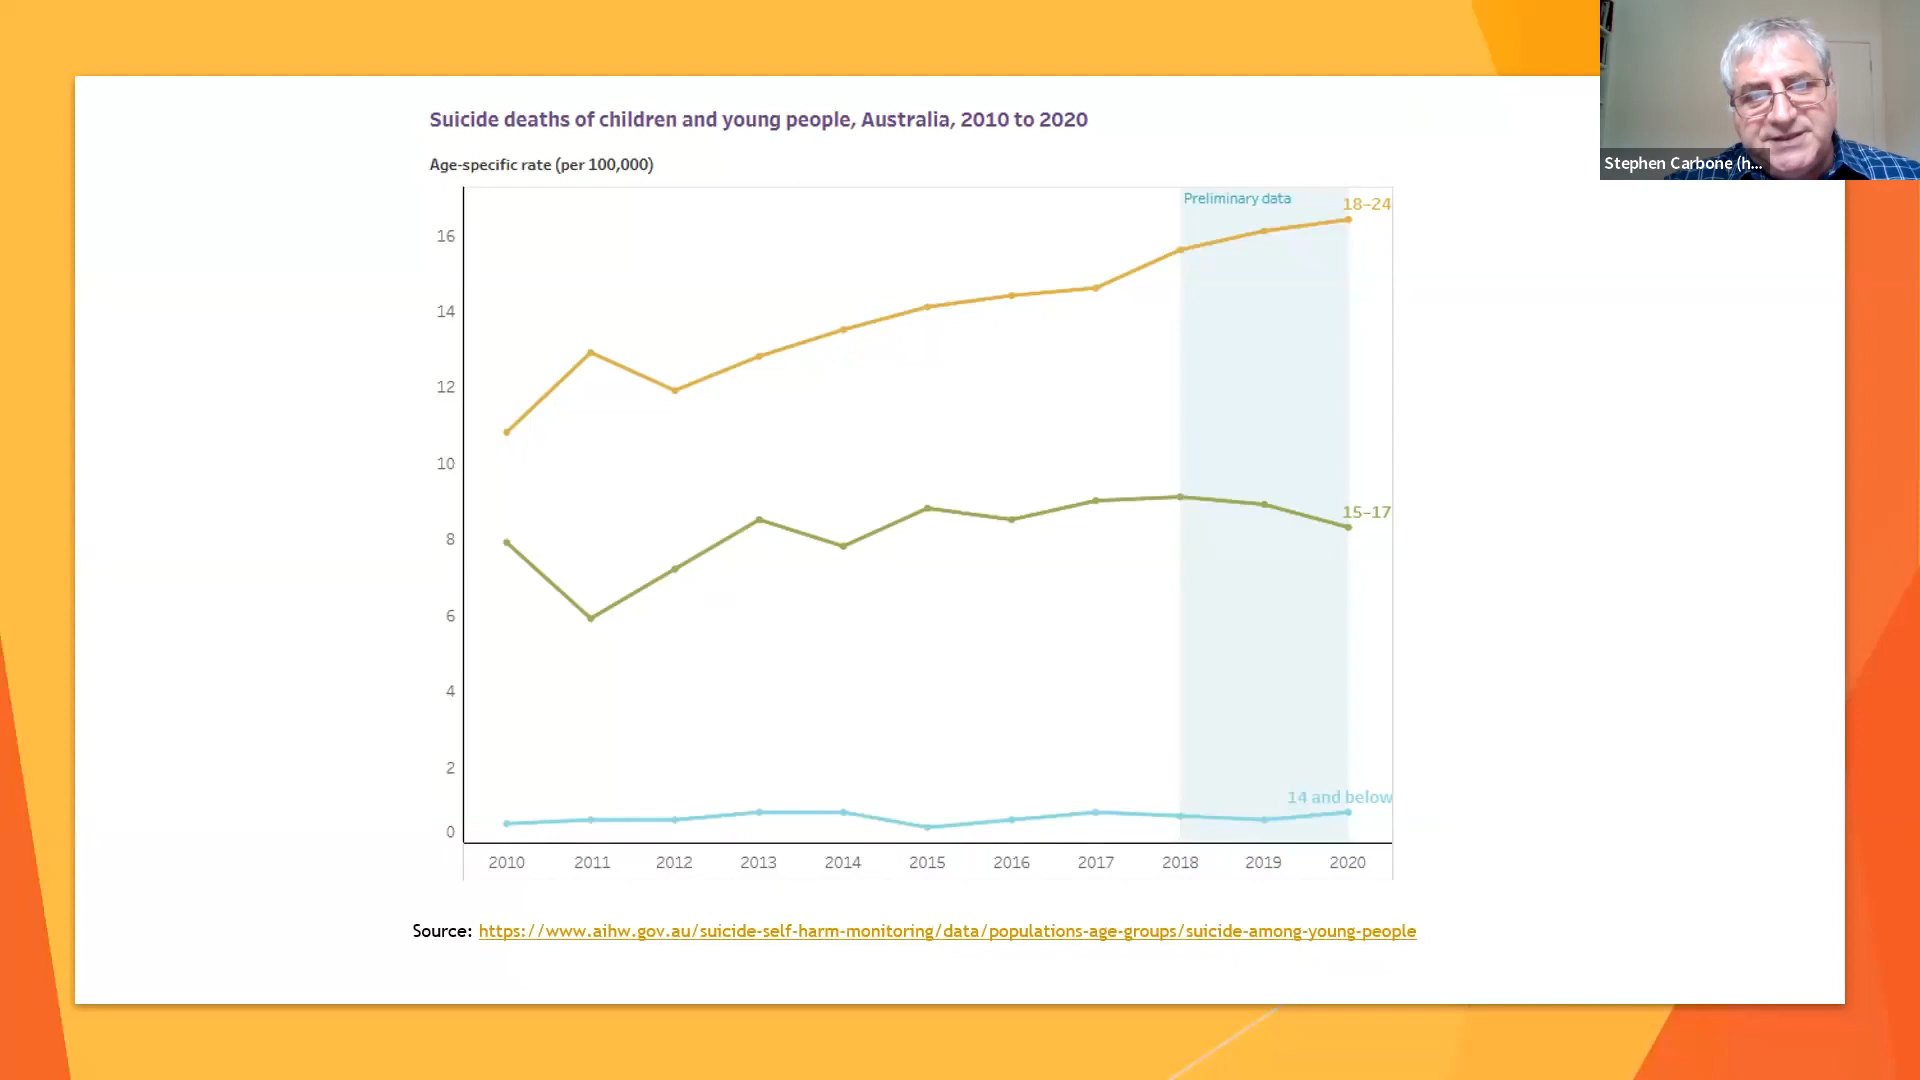 Suicide deaths of children and young people, Australia, 2010 to 2020
Stephen Carbone (h...
Age-specific rate (per 100,000)
Preliminary data
18–24
16
14
12
10
15–17
8
6
4
2
14 and below
0
2010 2011 2012 2013 2014 2015 2016 2017 2018 2019 2020
Source: https://www.aihw.gov.au/suicide-self-harm-monitoring/data/populations-age-groups/suicide-among-young-people